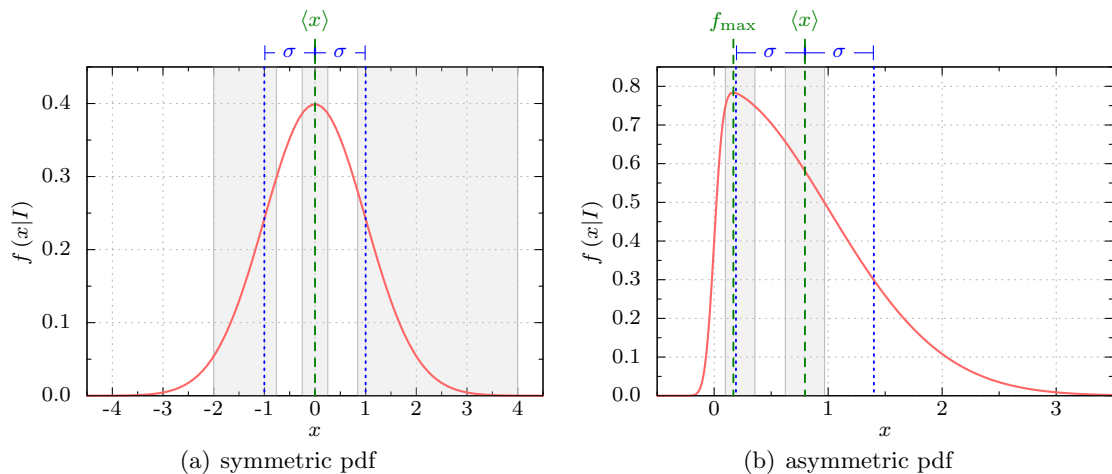 ⟨x⟩
σ σ
f (x|I)
0.4
0.3
0.2
0.1
0.0
-4 -3 -2 -1 0 1 2 3 4
x
(a) symmetric pdf
f_max ⟨x⟩
σ σ
f (x|I)
0.8
0.7
0.6
0.5
0.4
0.3
0.2
0.1
0.0
0 1 2 3
x
(b) asymmetric pdf